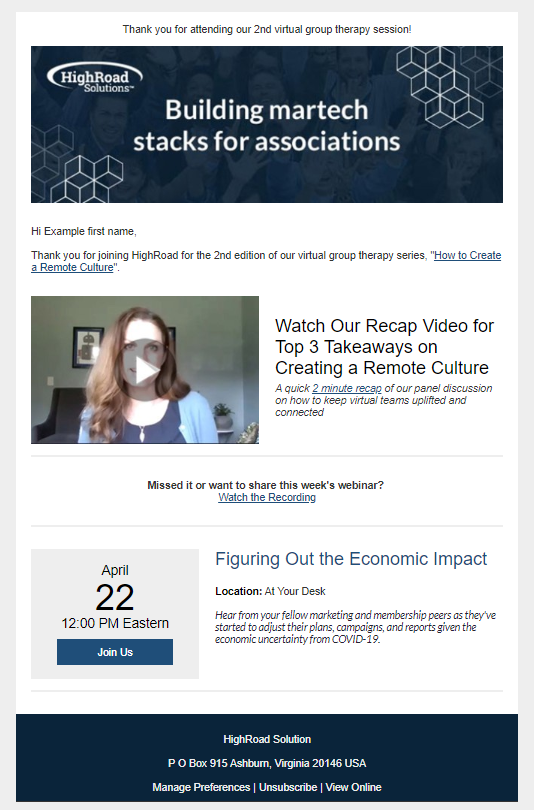 Thank you for attending our 2nd virtual group therapy session!
HighRoad
Solutions™
Building martech
stacks for associations
Hi Example first name,
Thank you for joining HighRoad for the 2nd edition of our virtual group therapy series, "How to Create
a Remote Culture".
Watch Our Recap Video for
Top 3 Takeaways on
Creating a Remote Culture
A quick 2 minute recap of our panel discussion
on how to keep virtual teams uplifted and
connected
Missed it or want to share this week's webinar?
Watch the Recording
April
22
12:00 PM Eastern
Join Us
Figuring Out the Economic Impact
Location: At Your Desk
Hear from your fellow marketing and membership peers as they've
started to adjust their plans, campaigns, and reports given the
economic uncertainty from COVID-19.
HighRoad Solution
P O Box 915 Ashburn, Virginia 20146 USA
Manage Preferences | Unsubscribe | View Online